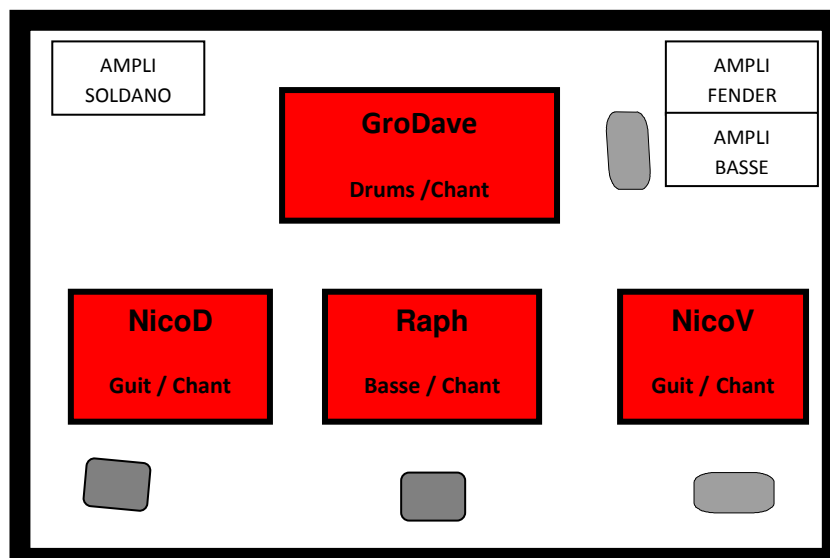 AMPLI
SOLDANO
GroDave
Drums /Chant
AMPLI
FENDER
AMPLI
BASSE
NicoD
Guit / Chant
Raph
Basse / Chant
NicoV
Guit / Chant